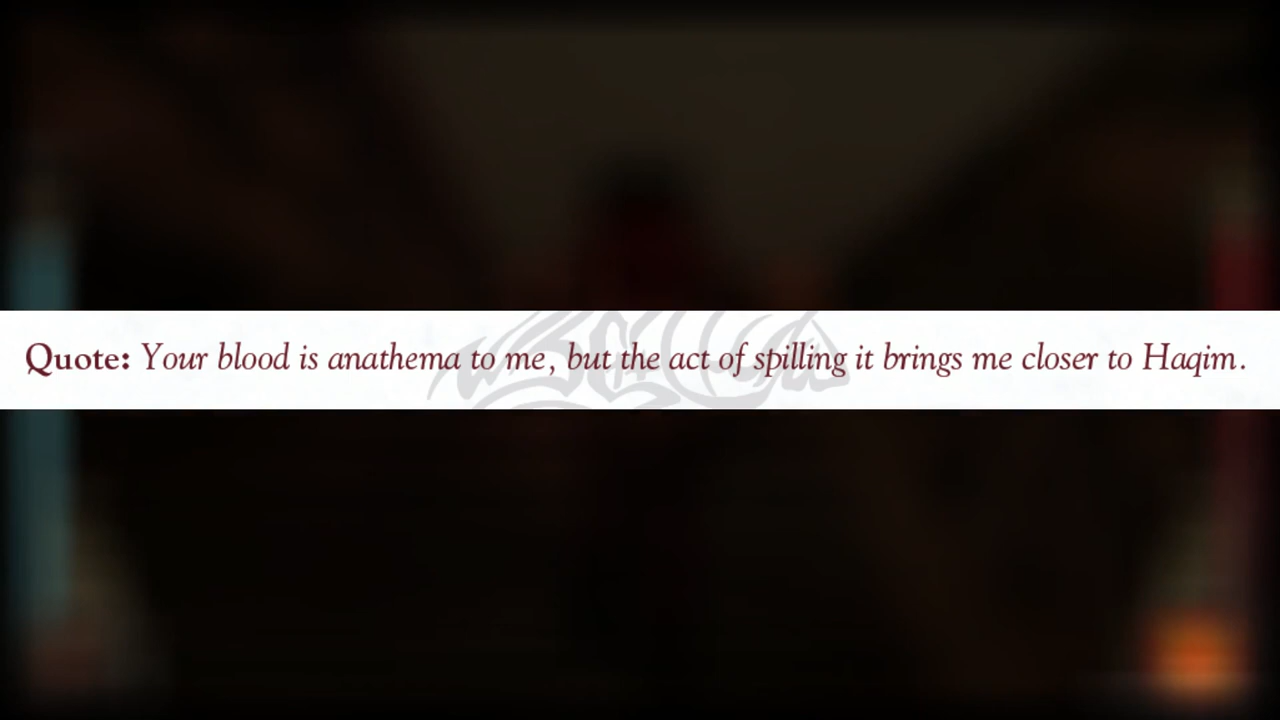 Quote: Your blood is anathema to me, but the act of spilling it brings me closer to Haqim.